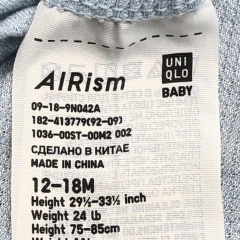 AIRism
UNI
QLO
BABY
09-18-9N042A
182-413779(92-09)
1036-00ST-00M2 002
СДЕЛАНО В КИТАЕ
MADE IN CHINA
12-18M
Height 29½-33½ inch
Weight 24 lb
Height 75-85cm